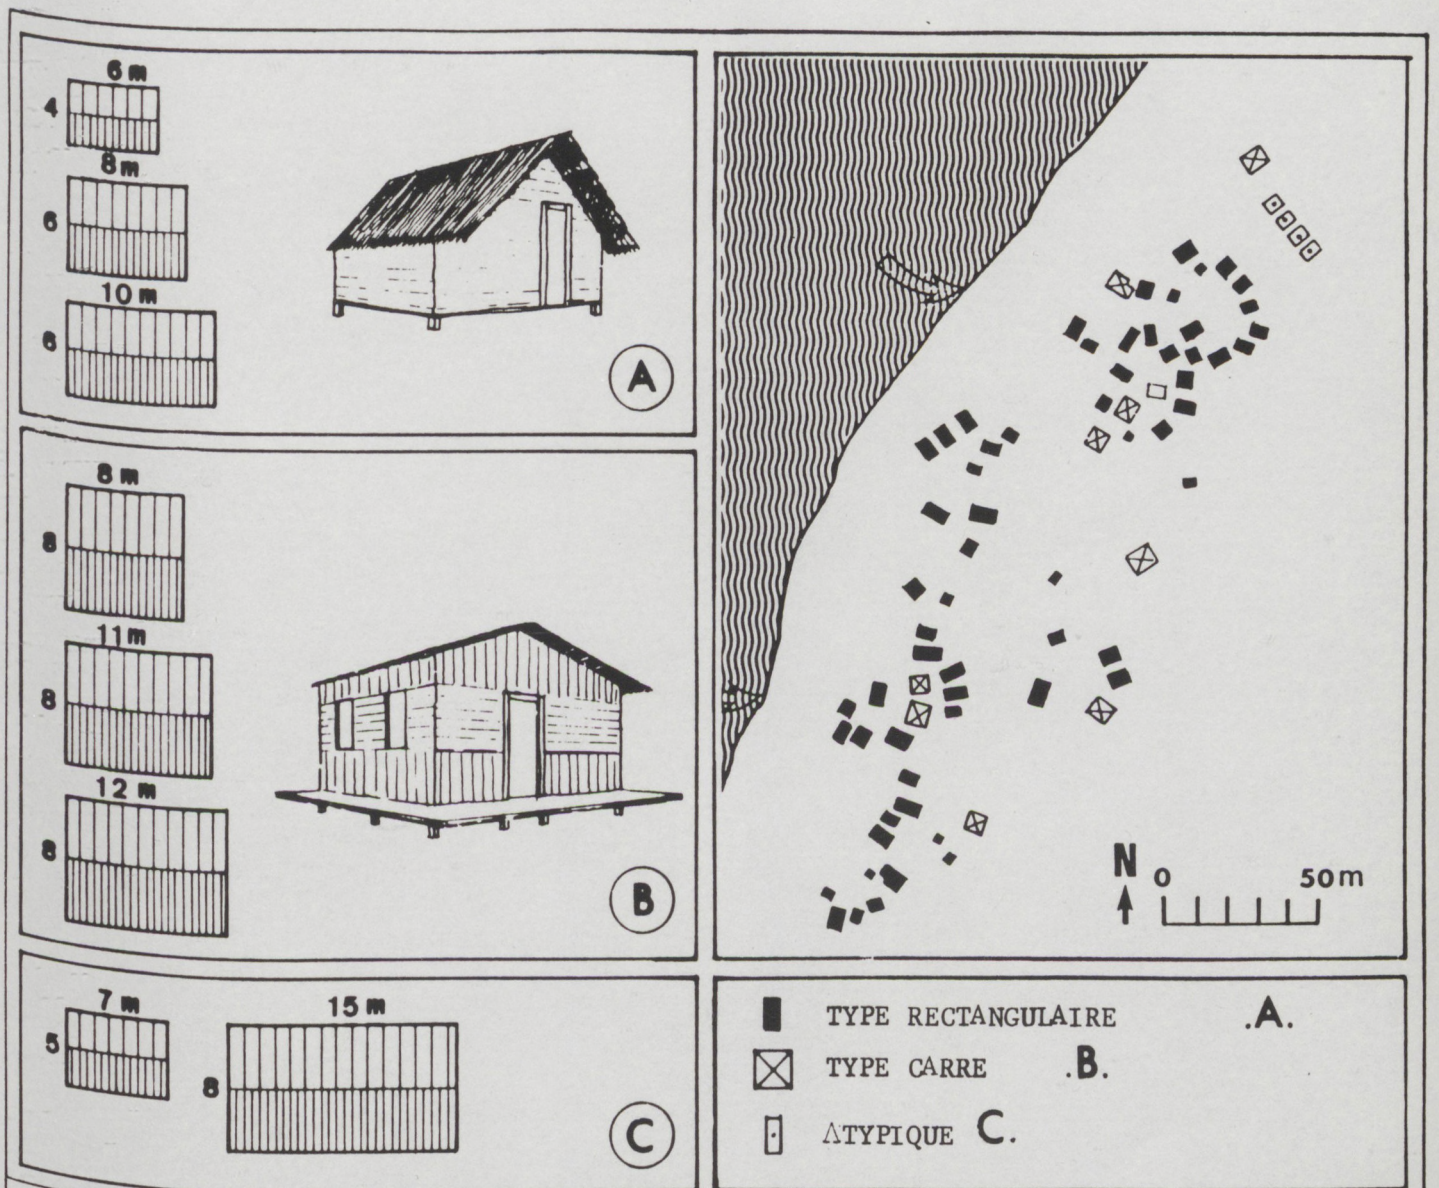 6 m
4
8 m
6
10 m
6
A
8 m
8
11 m
8
12 m
8
B
7 m
5
15 m
8
C
N 0 50 m
TYPE RECTANGULAIRE .A.
TYPE CARRE .B.
ATYPIQUE C.